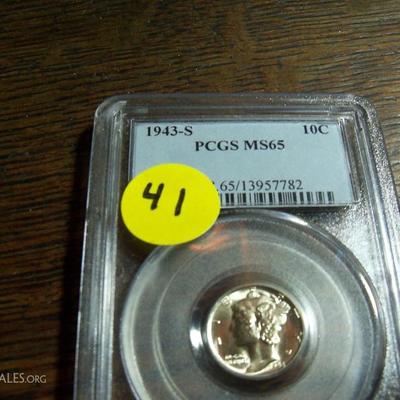 1943-S 10C
PCGS MS65
.65/13957782
41
ALES.ORG